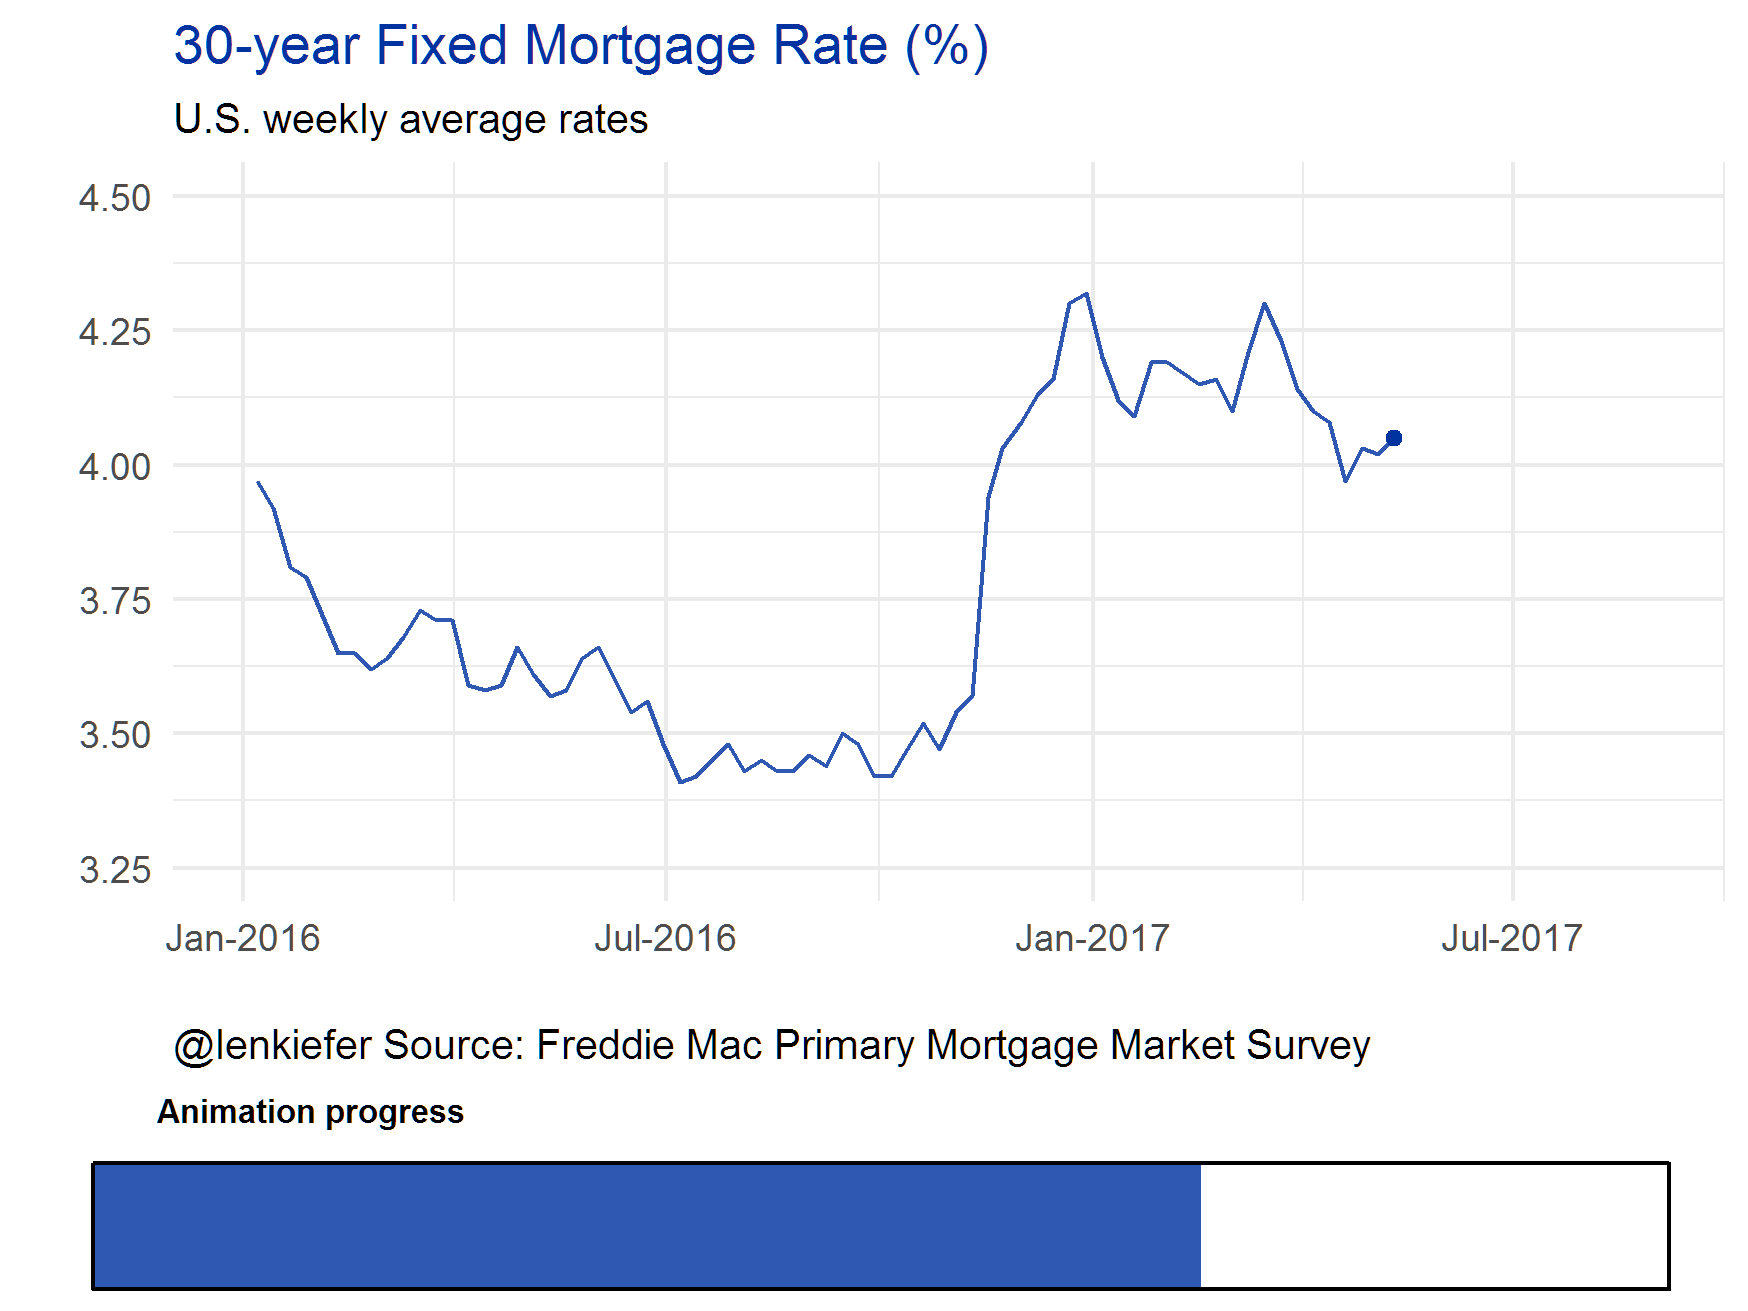 30-year Fixed Mortgage Rate (%)
U.S. weekly average rates
4.50
4.25
4.00
3.75
3.50
3.25
Jan-2016 Jul-2016 Jan-2017 Jul-2017
@lenkiefer Source: Freddie Mac Primary Mortgage Market Survey
Animation progress